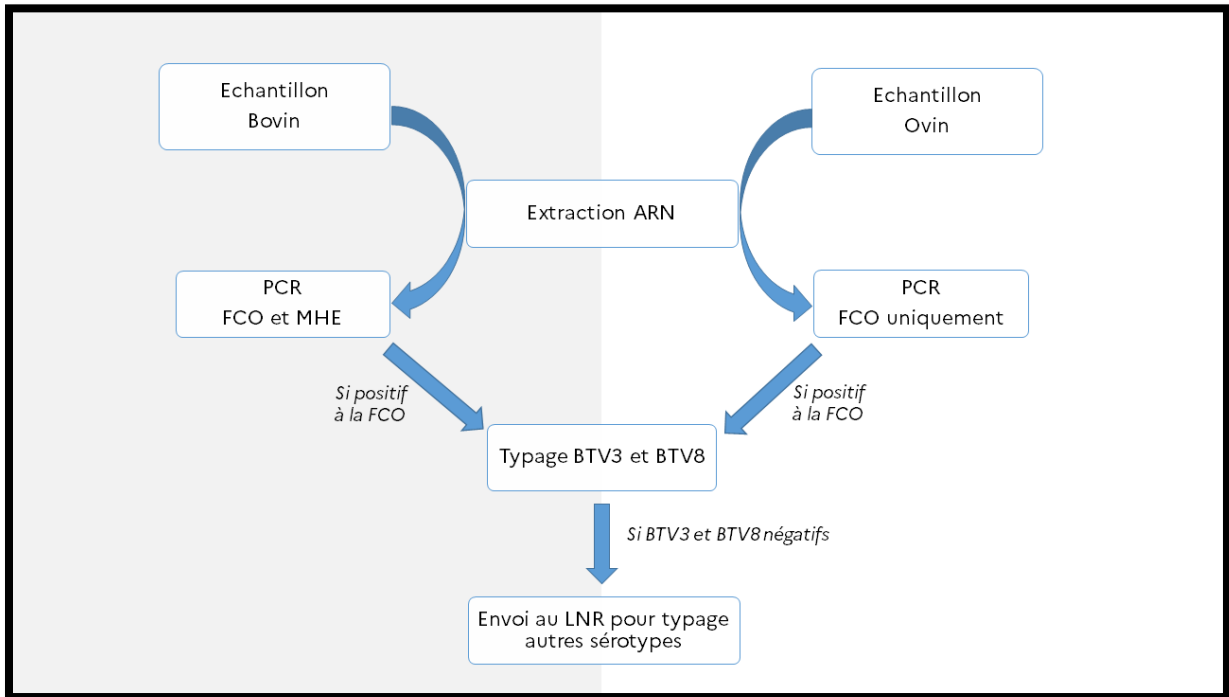 Echantillon
Bovin
Echantillon
Ovin
Extraction ARN
PCR
FCO et MHE
PCR
FCO uniquement
Si positif
à la FCO
Si positif
à la FCO
Typage BTV3 et BTV8
Si BTV3 et BTV8 négatifs
Envoi au LNR pour typage
autres sérotypes